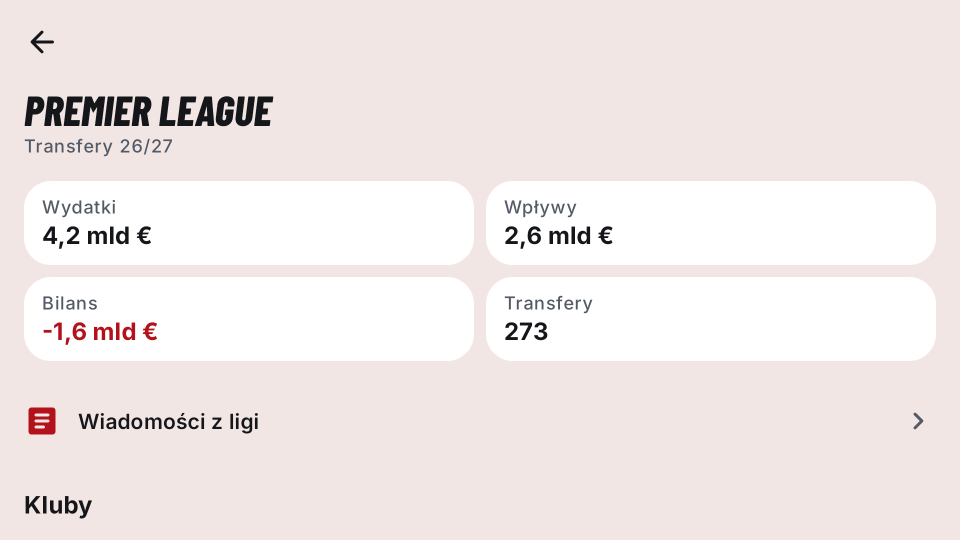 PREMIER LEAGUE
Transfery 26/27
Wydatki
4,2 mld €
Wpływy
2,6 mld €
Bilans
-1,6 mld €
Transfery
273
Wiadomości z ligi
Kluby